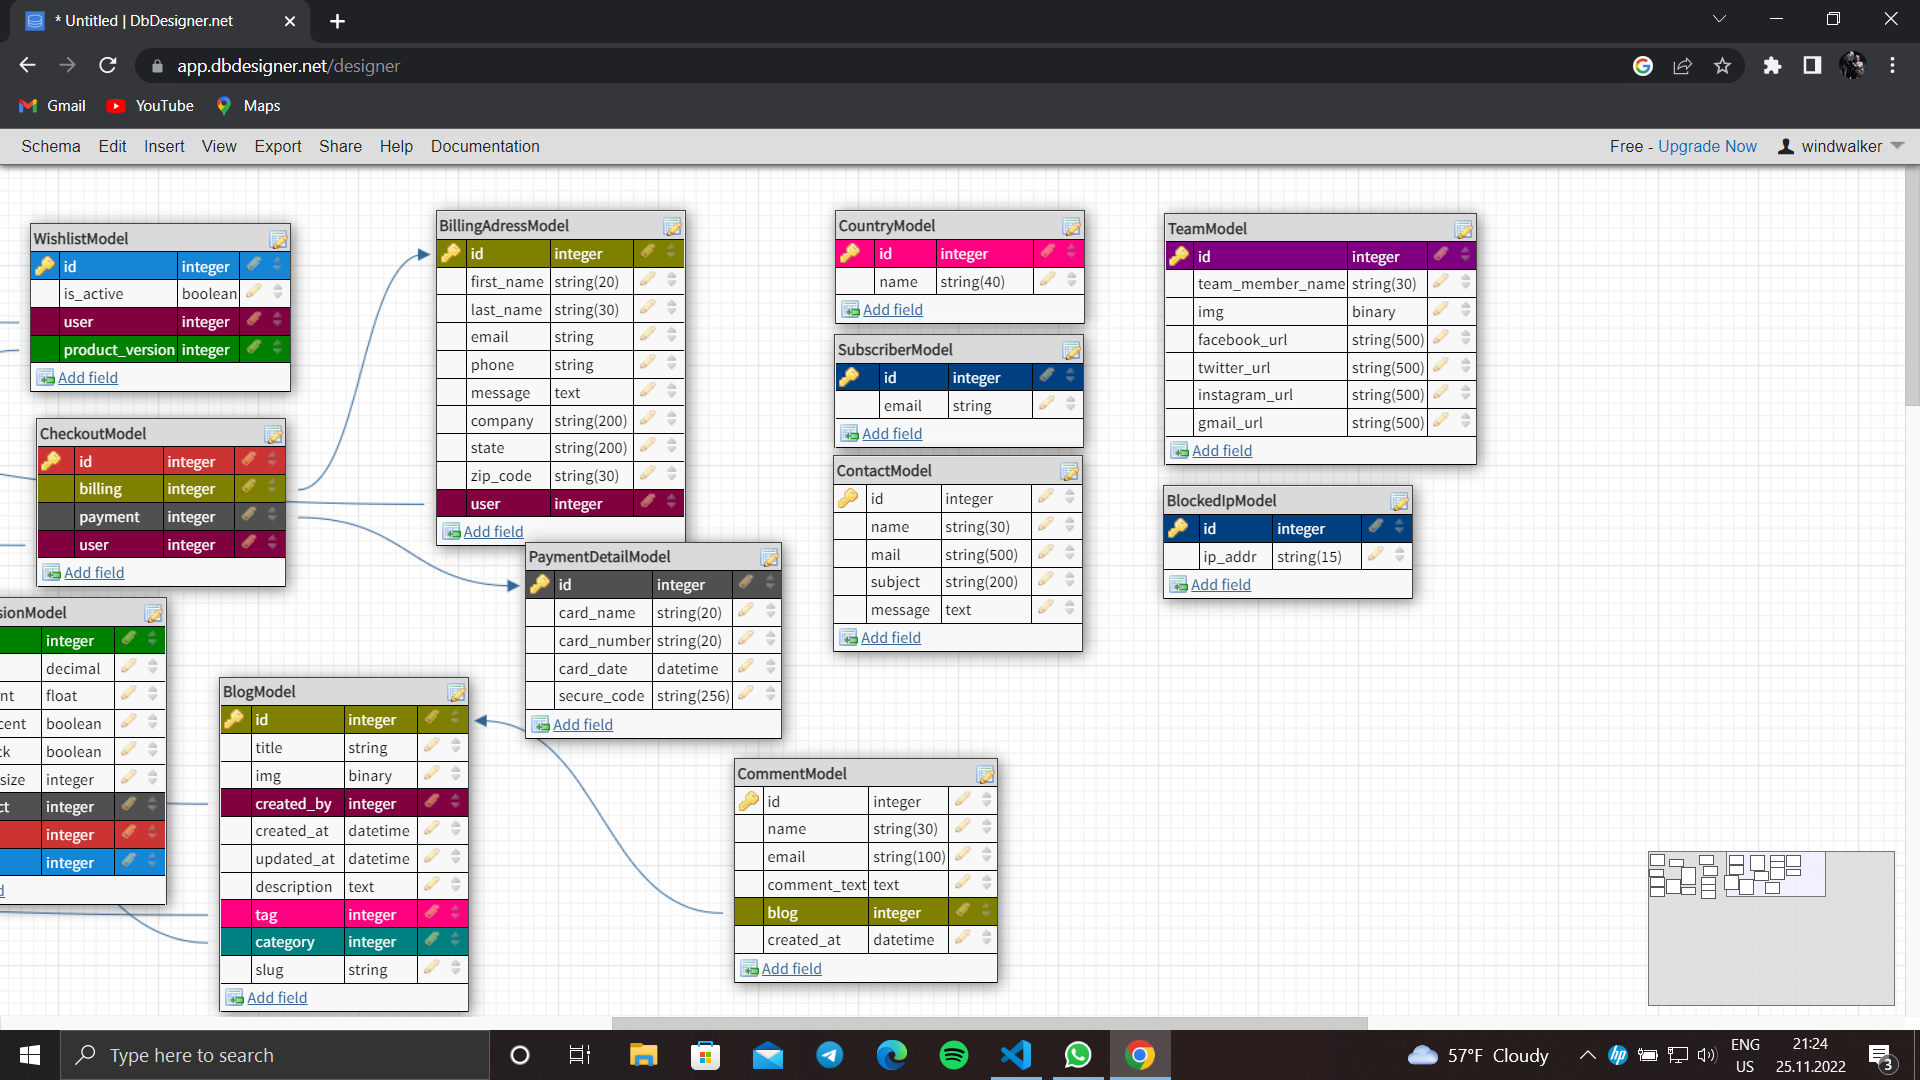 * Untitled | DbDesigner.net
app.dbdesigner.net/designer
Gmail
YouTube
Maps
Schema Edit Insert View Export Share Help Documentation
Free - Upgrade Now
windwalker
WishlistModel
id integer
is_active boolean
user integer
product_version integer
Add field
CheckoutModel
id integer
billing integer
payment integer
user integer
Add field
sionModel
integer
decimal
nt float
cent boolean
ck boolean
size integer
ct integer
integer
integer
d
BillingAdressModel
id integer
first_name string(20)
last_name string(30)
email string
phone string
message text
company string(200)
state string(200)
zip_code string(30)
user integer
Add field
PaymentDetailModel
id integer
card_name string(20)
card_number string(20)
card_date datetime
secure_code string(256)
Add field
BlogModel
id integer
title string
img binary
created_by integer
created_at datetime
updated_at datetime
description text
tag integer
category integer
slug string
Add field
CountryModel
id integer
name string(40)
Add field
SubscriberModel
id integer
email string
Add field
ContactModel
id integer
name string(30)
mail string(500)
subject string(200)
message text
Add field
CommentModel
id integer
name string(30)
email string(100)
comment_text text
blog integer
created_at datetime
Add field
TeamModel
id integer
team_member_name string(30)
img binary
facebook_url string(500)
twitter_url string(500)
instagram_url string(500)
gmail_url string(500)
Add field
BlockedIpModel
id integer
ip_addr string(15)
Add field
Type here to search
57°F Cloudy
hp
ENG
US
21:24
25.11.2022
3